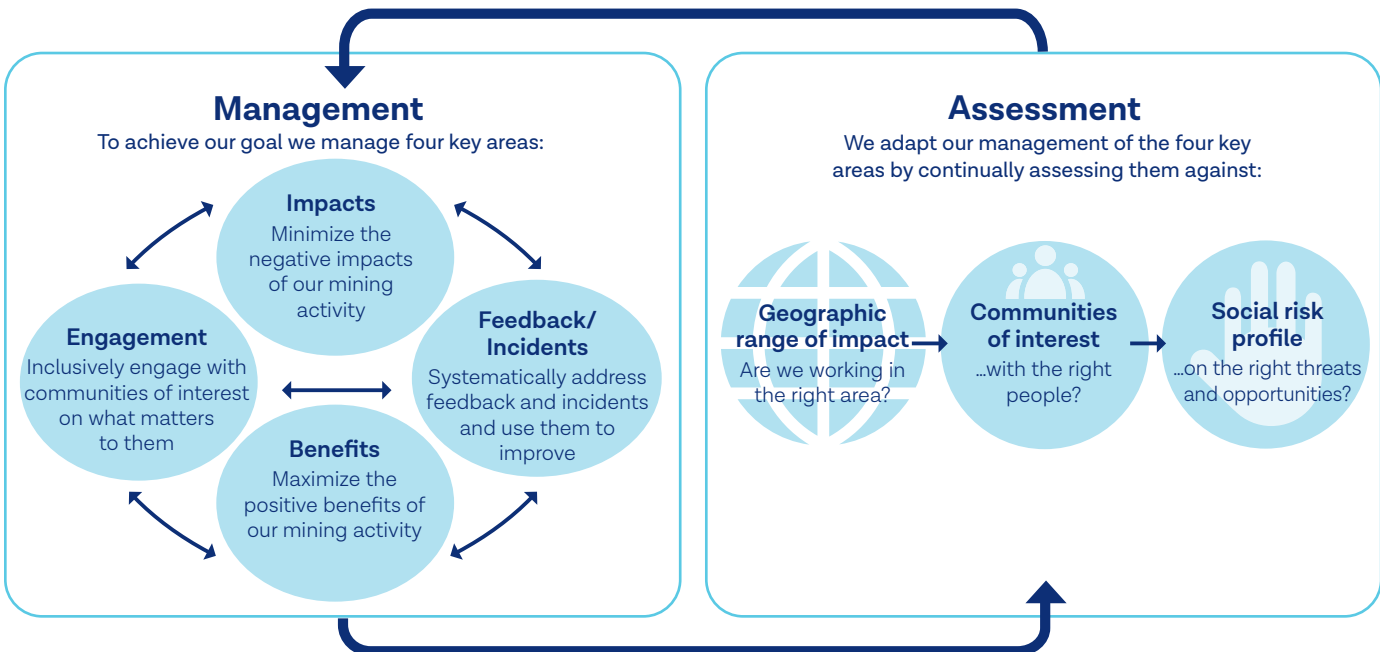 Management
To achieve our goal we manage four key areas:
Impacts
Minimize the
negative impacts
of our mining
activity
Engagement
Inclusively engage with
communities of interest
on what matters
to them
Feedback/
Incidents
Systematically address
feedback and incidents
and use them to
improve
Benefits
Maximize the
positive benefits of
our mining activity
Assessment
We adapt our management of the four key
areas by continually assessing them against:
Geographic
range of impact
Are we working in
the right area?
Communities
of interest
...with the right
people?
Social risk
profile
...on the right threats
and opportunities?